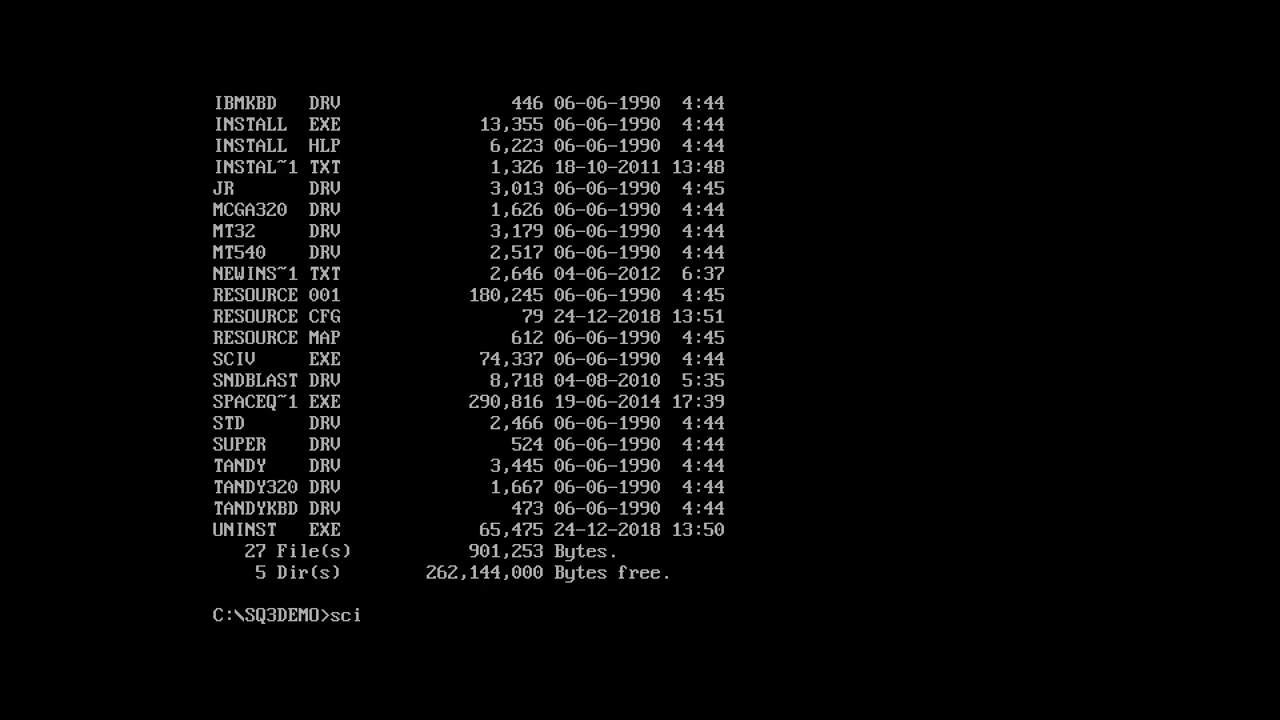 IBMKBD   DRV                446 06-06-1990  4:44
INSTALL  EXE             13,355 06-06-1990  4:44
INSTALL  HLP              6,223 06-06-1990  4:44
INSTAL~1 TXT              1,326 18-10-2011 13:48
JR       DRV              3,013 06-06-1990  4:45
MCGA320  DRV              1,626 06-06-1990  4:44
MT32     DRV              3,179 06-06-1990  4:44
MT540    DRV              2,517 06-06-1990  4:44
NEWINS~1 TXT              2,646 04-06-2012  6:37
RESOURCE 001            180,245 06-06-1990  4:45
RESOURCE CFG                 79 24-12-2018 13:51
RESOURCE MAP                612 06-06-1990  4:45
SCIV     EXE             74,337 06-06-1990  4:44
SNDBLAST DRV              8,718 04-08-2010  5:35
SPACEQ~1 EXE            290,816 19-06-2014 17:39
STD      DRV              2,466 06-06-1990  4:44
SUPER    DRV                524 06-06-1990  4:44
TANDY    DRV              3,445 06-06-1990  4:44
TANDY320 DRV              1,667 06-06-1990  4:44
TANDYKBD DRV                473 06-06-1990  4:44
UNINST   EXE             65,475 24-12-2018 13:50
   27 File(s)           901,253 Bytes.
    5 Dir(s)        262,144,000 Bytes free.
C:\SQ3DEMO>sci